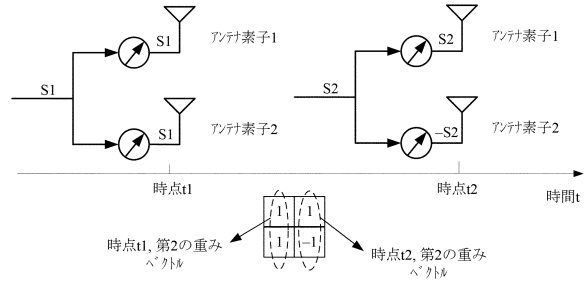 S1
S1
アンテナ素子1
S1
アンテナ素子2
S2
S2
アンテナ素子1
–S2
アンテナ素子2
時点t1
時点t2
時間t
1 1
1 –1
時点t1, 第2の重み
ベクトル
時点t2, 第2の重み
ベクトル